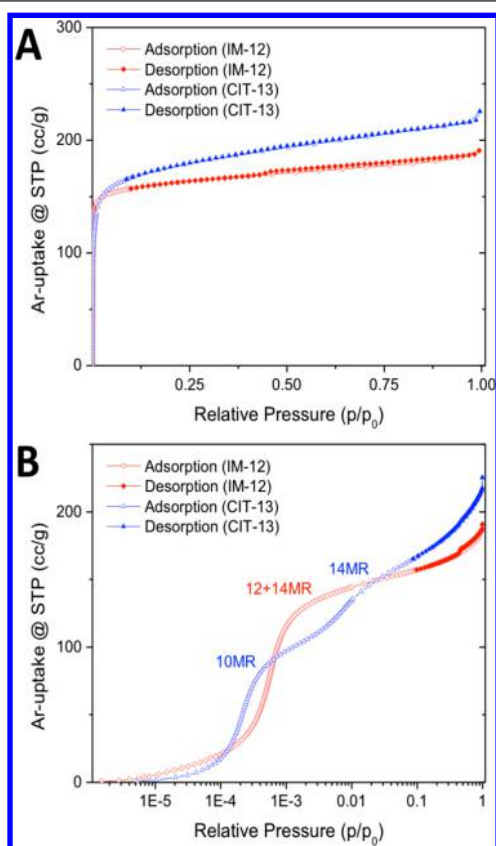 A
Adsorption (IM-12)
Desorption (IM-12)
Adsorption (CIT-13)
Desorption (CIT-13)
300
200
100
0
Ar-uptake @ STP (cc/g)
0.25 0.50 0.75 1.00
Relative Pressure (p/p0)
B
Adsorption (IM-12)
Desorption (IM-12)
Adsorption (CIT-13)
Desorption (CIT-13)
200
100
0
Ar-uptake @ STP (cc/g)
14MR
12+14MR
10MR
1E-5 1E-4 1E-3 0.01 0.1 1
Relative Pressure (p/p0)